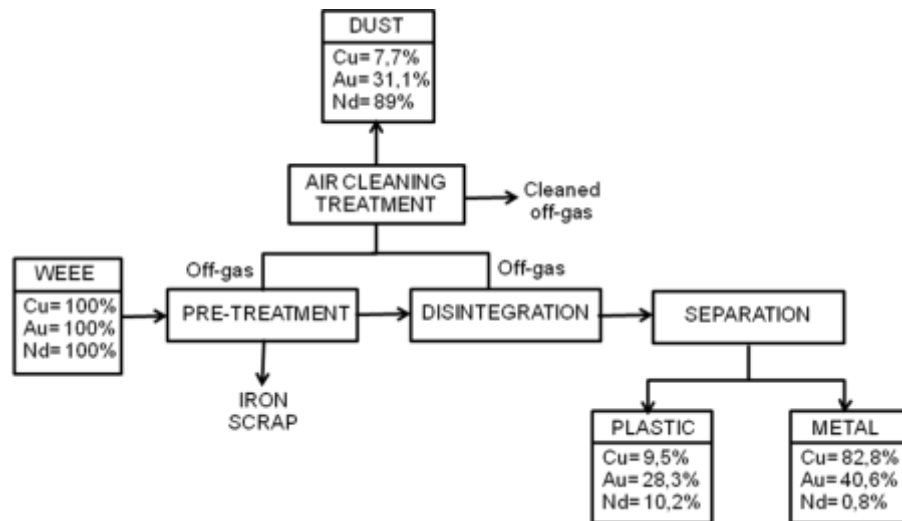 DUST
Cu= 7,7%
Au= 31,1%
Nd= 89%
AIR CLEANING
TREATMENT
Cleaned
off-gas
Off-gas
Off-gas
WEEE
Cu= 100%
Au= 100%
Nd= 100%
PRE-TREATMENT
DISINTEGRATION
SEPARATION
IRON
SCRAP
PLASTIC
Cu= 9,5%
Au= 28,3%
Nd= 10,2%
METAL
Cu= 82,8%
Au= 40,6%
Nd= 0,8%